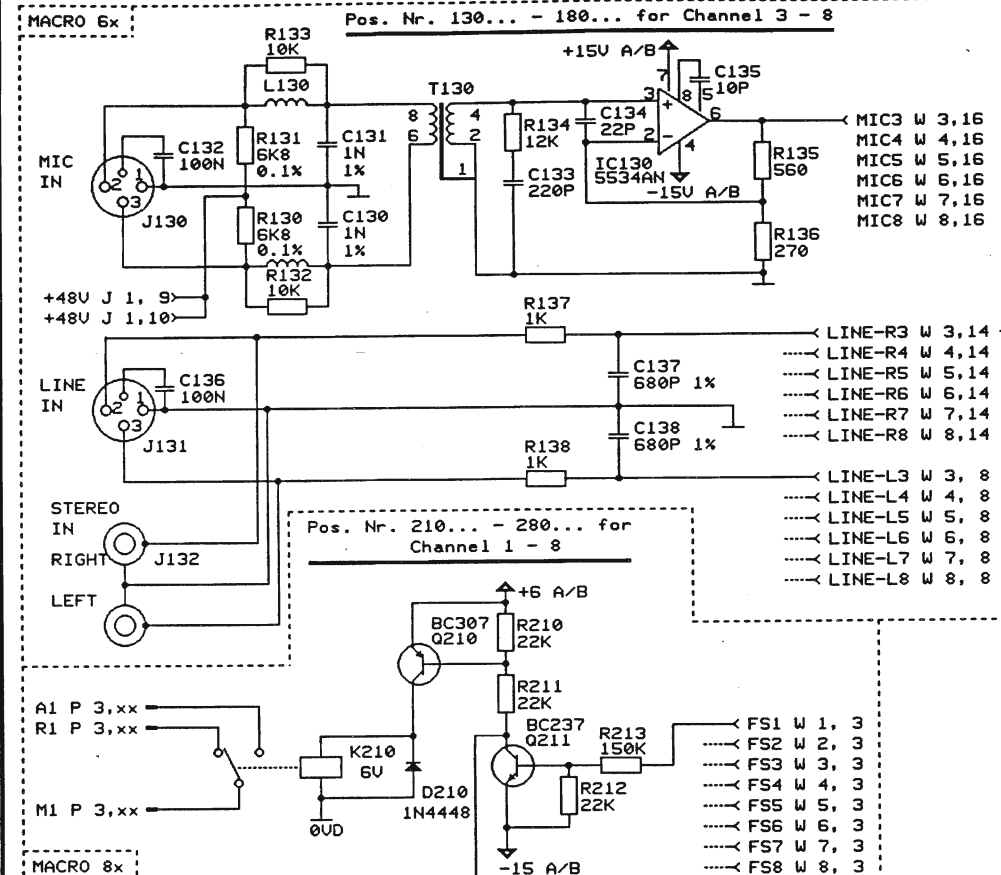 MACRO 6x
Pos. Nr. 130... - 180... for Channel 3 - 8
R133
10K
L130
T130
+15V A/B
C135
10P
7
8
5
3
+
2
-
6
4
8
6
4
2
1
C134
22P
R134
12K
C133
220P
IC130
5534AN
-15V A/B
R135
560
R136
270
MIC3 W 3,16
MIC4 W 4,16
MIC5 W 5,16
MIC6 W 6,16
MIC7 W 7,16
MIC8 W 8,16
MIC
IN
C132
100N
R131
6K8
0.1%
C131
1N
1%
2
1
3
J130
R130
6K8
0.1%
C130
1N
1%
R132
10K
+48V J 1, 9
+48V J 1,10
R137
1K
LINE-R3 W 3,14
LINE-R4 W 4,14
LINE-R5 W 5,14
LINE-R6 W 6,14
LINE-R7 W 7,14
LINE-R8 W 8,14
C137
680P 1%
LINE
IN
C136
100N
2
1
3
J131
C138
680P 1%
R138
1K
LINE-L3 W 3, 8
LINE-L4 W 4, 8
LINE-L5 W 5, 8
LINE-L6 W 6, 8
LINE-L7 W 7, 8
LINE-L8 W 8, 8
STEREO
IN
RIGHT
J132
LEFT
Pos. Nr. 210... - 280... for
Channel 1 - 8
+6 A/B
BC307
Q210
R210
22K
R211
22K
A1 P 3,xx
R1 P 3,xx
M1 P 3,xx
K210
6V
0VD
D210
1N4448
BC237
Q211
R213
150K
R212
22K
-15 A/B
FS1 W 1, 3
FS2 W 2, 3
FS3 W 3, 3
FS4 W 4, 3
FS5 W 5, 3
FS6 W 6, 3
FS7 W 7, 3
FS8 W 8, 3
MACRO 8x